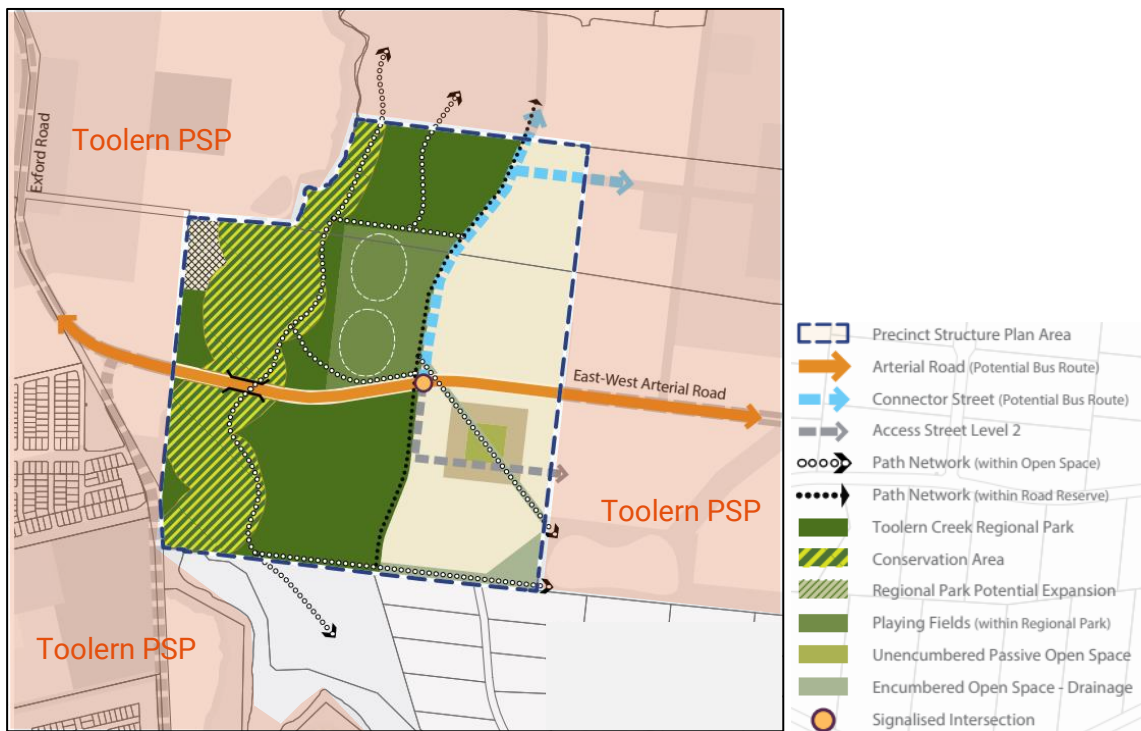 Toolern PSP
Exford Road
East-West Arterial Road
Toolern PSP
Toolern PSP
Precinct Structure Plan Area
Arterial Road (Potential Bus Route)
Connector Street (Potential Bus Route)
Access Street Level 2
Path Network (within Open Space)
Path Network (within Road Reserve)
Toolern Creek Regional Park
Conservation Area
Regional Park Potential Expansion
Playing Fields (within Regional Park)
Unencumbered Passive Open Space
Encumbered Open Space - Drainage
Signalised Intersection